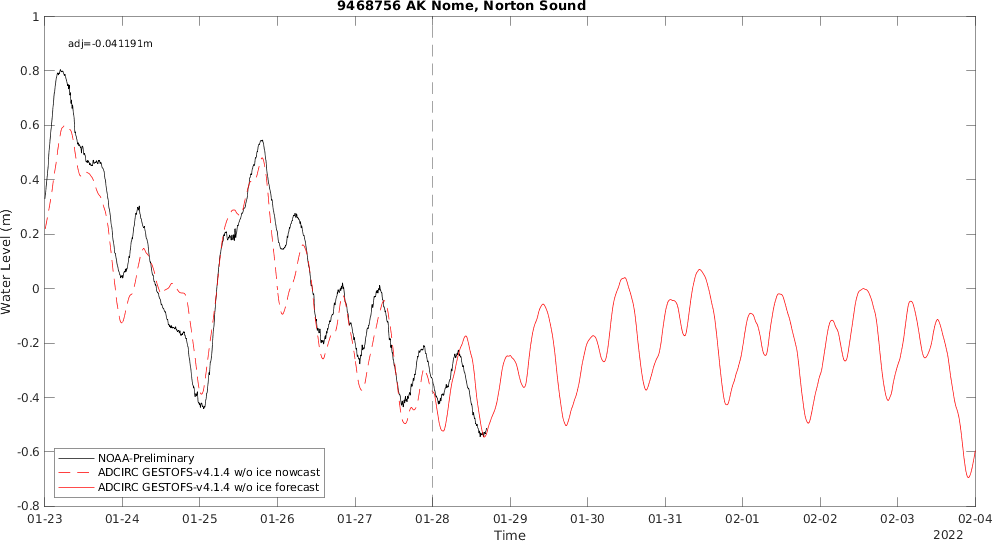 9468756 AK Nome, Norton Sound
adj=-0.041191m
Water Level (m)
1
0.8
0.6
0.4
0.2
0
-0.2
-0.4
-0.6
-0.8
NOAA-Preliminary
ADCIRC GESTOFS-v4.1.4 w/o ice nowcast
ADCIRC GESTOFS-v4.1.4 w/o ice forecast
01-23 01-24 01-25 01-26 01-27 01-28 01-29 01-30 01-31 02-01 02-02 02-03 02-04
Time
2022